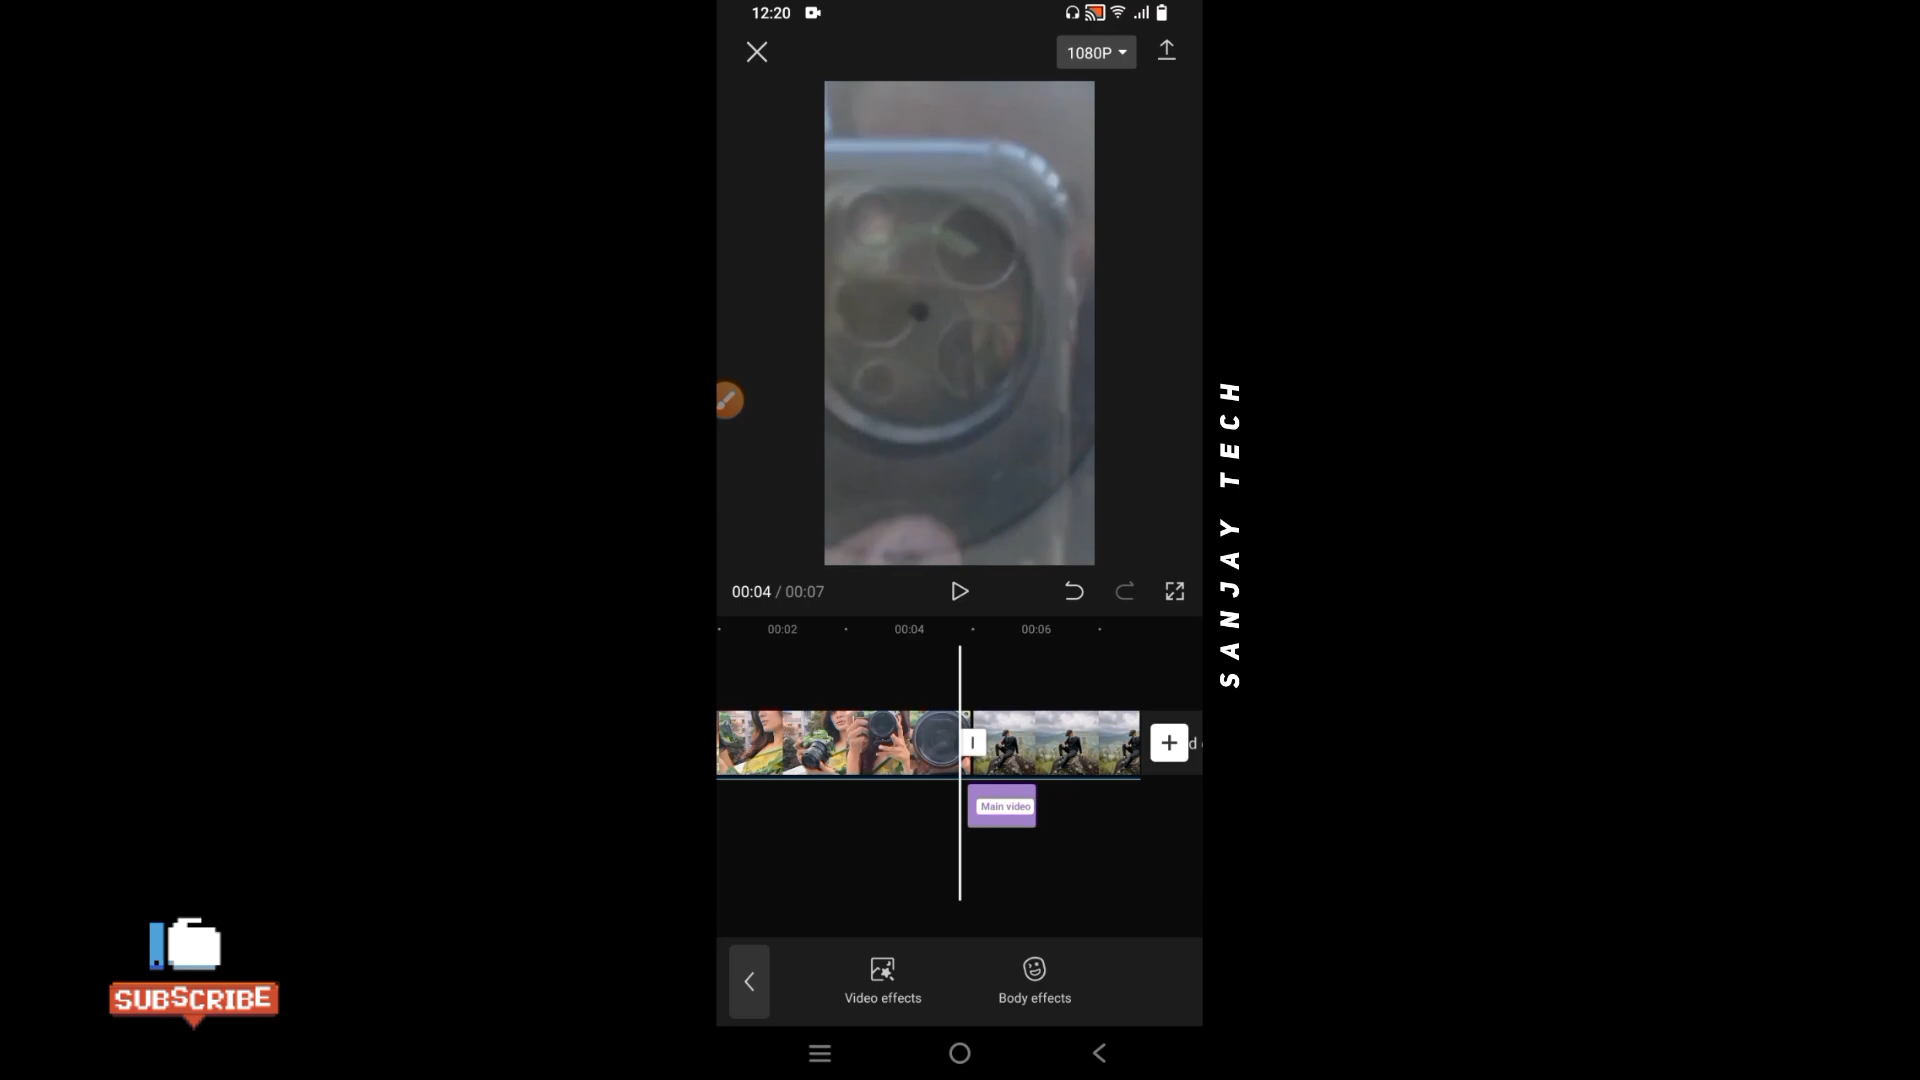 12:20
1080P
00:04 / 00:07
00:02
00:04
00:06
d
Main video
Video effects
Body effects
SANJAY TECH
SUBSCRIBE